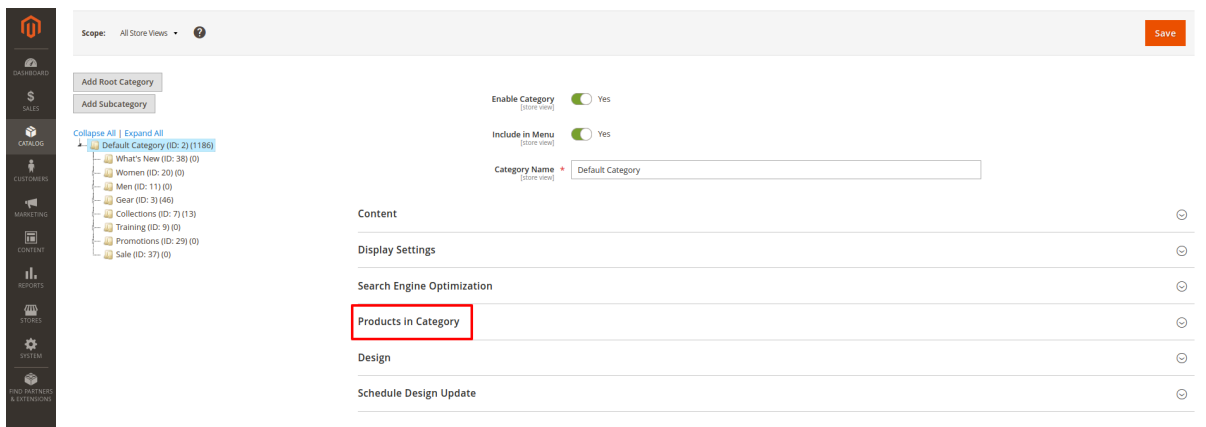 Scope: All Store Views ?
Save
DASHBOARD
$
SALES
CATALOG
CUSTOMERS
MARKETING
CONTENT
REPORTS
STORES
SYSTEM
FIND PARTNERS
& EXTENSIONS
Add Root Category
Add Subcategory
Collapse All | Expand All
Default Category (ID: 2) (1186)
What's New (ID: 38) (0)
Women (ID: 20) (0)
Men (ID: 11) (0)
Gear (ID: 3) (46)
Collections (ID: 7) (13)
Training (ID: 9) (0)
Promotions (ID: 29) (0)
Sale (ID: 37) (0)
Enable Category Yes
[store view]
Include in Menu Yes
[store view]
Category Name * Default Category
[store view]
Content
Display Settings
Search Engine Optimization
Products in Category
Design
Schedule Design Update